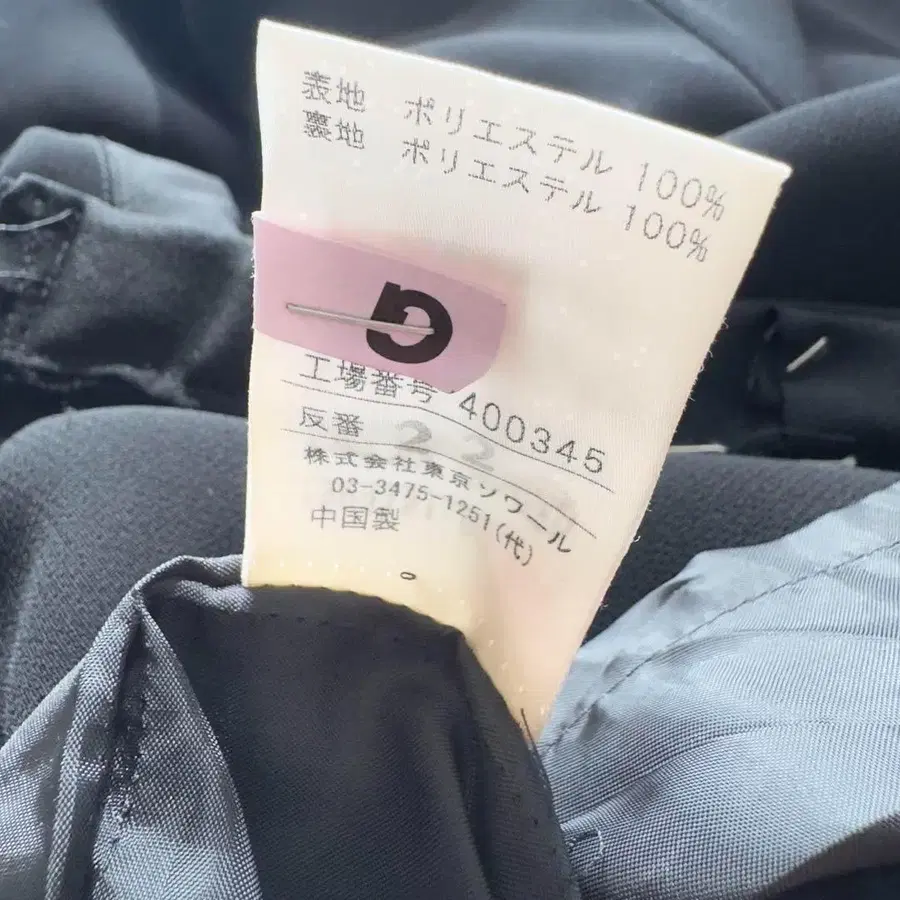 表地 ポリエステル 100%
裏地 ポリエステル 100%
工場番号 400345
反番 22
株式会社東京ソワール
03-3475-1251(代)
中国製